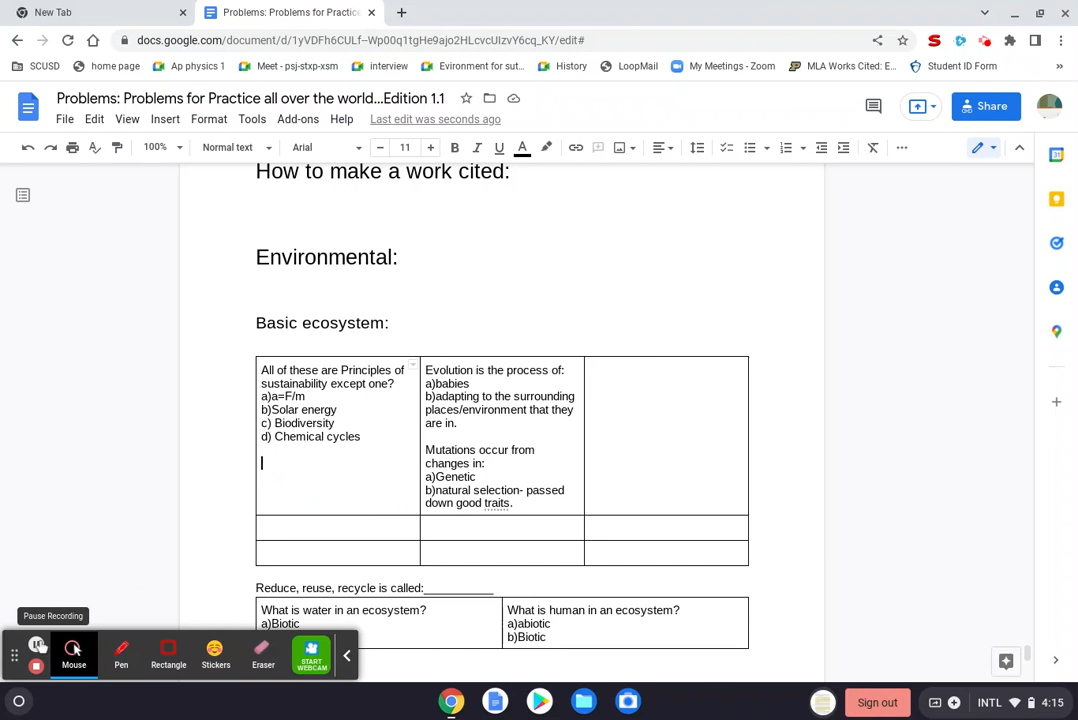 New Tab
Problems: Problems for Practice
docs.google.com/document/d/1yVDFh6CULf--Wp00q1tgHe9ajo2HLcvcUIzvY6cq_KY/edit#
SCUSD
home page
Ap physics 1
Meet - psj-stxp-xsm
interview
Evironment for sut...
History
LoopMail
My Meetings - Zoom
MLA Works Cited: E...
Student ID Form
Problems: Problems for Practice all over the world...Edition 1.1
Share
File Edit View Insert Format Tools Add-ons Help Last edit was seconds ago
100% Normal text Arial 11
How to make a work cited:
Environmental:
Basic ecosystem:
All of these are Principles of
sustainability except one?
a)a=F/m
b)Solar energy
c) Biodiversity
d) Chemical cycles
Evolution is the process of:
a)babies
b)adapting to the surrounding
places/environment that they
are in.
Mutations occur from
changes in:
a)Genetic
b)natural selection- passed
down good traits.
Reduce, reuse, recycle is called:__________
What is water in an ecosystem?
a)Biotic
What is human in an ecosystem?
a)abiotic
b)Biotic
Pause Recording
Mouse
Pen
Rectangle
Stickers
Eraser
START
WEBCAM
Sign out
INTL
4:15